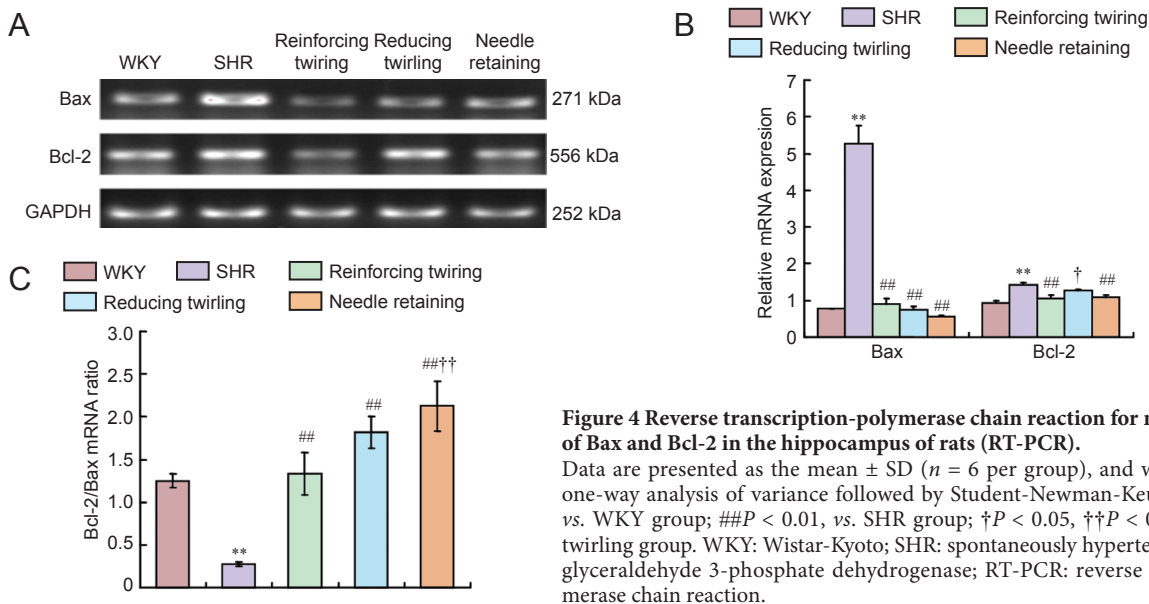 A
WKY SHR Reinforcing twiring Reducing twirling Needle retaining
Bax 271 kDa
Bcl-2 556 kDa
GAPDH 252 kDa
B
WKY SHR Reinforcing twiring
Reducing twirling Needle retaining
Relative mRNA expresion
7
6
5
4
3
2
1
0
** ## ## ##
** ## † ##
Bax Bcl-2
C
WKY SHR Reinforcing twiring
Reducing twirling Needle retaining
Bcl-2/Bax mRNA ratio
3.0
2.5
2.0
1.5
1.0
0.5
0
** ## ## ##††
Figure 4 Reverse transcription-polymerase chain reaction for
of Bax and Bcl-2 in the hippocampus of rats (RT-PCR).
Data are presented as the mean ± SD (n = 6 per group), and
one-way analysis of variance followed by Student-Newman-Keu
vs. WKY group; ##P < 0.01, vs. SHR group; †P < 0.05, ††P < 0
twirling group. WKY: Wistar-Kyoto; SHR: spontaneously hyperte
glyceraldehyde 3-phosphate dehydrogenase; RT-PCR: reverse
merase chain reaction.